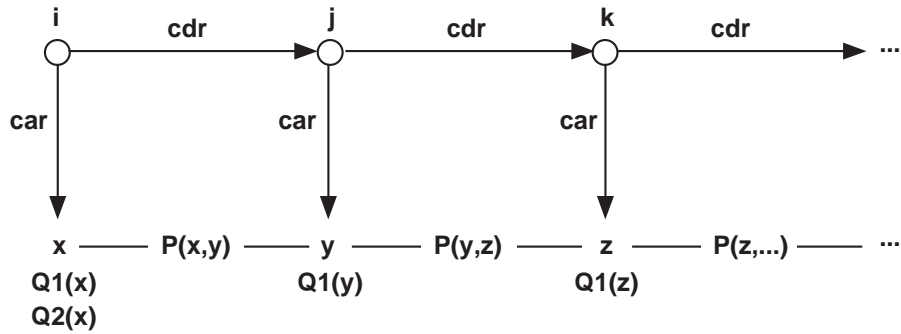 i j k
cdr cdr cdr ...
car car car
x P(x,y) y P(y,z) z P(z,...) ...
Q1(x) Q1(y) Q1(z)
Q2(x)